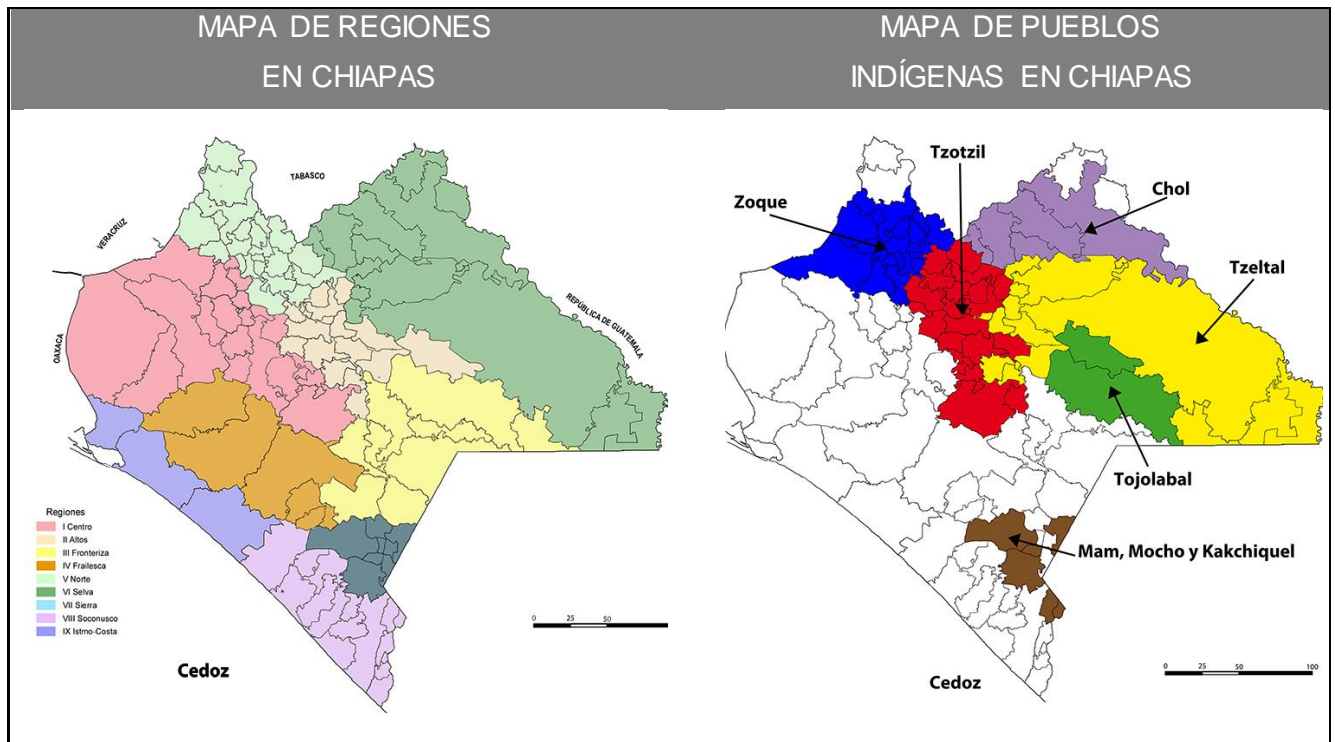 MAPA DE REGIONES
EN CHIAPAS
TABASCO
VERACRUZ
OAXACA
REPÚBLICA DE GUATEMALA
Regiones
I Centro
II Altos
III Fronteriza
IV Frailesca
V Norte
VI Selva
VII Sierra
VIII Soconusco
IX Istmo-Costa
0 25 50
Cedoz
MAPA DE PUEBLOS
INDÍGENAS EN CHIAPAS
Tzotzil
Zoque
Chol
Tzeltal
Tojolabal
Mam, Mocho y Kakchiquel
0 25 50 100
Cedoz